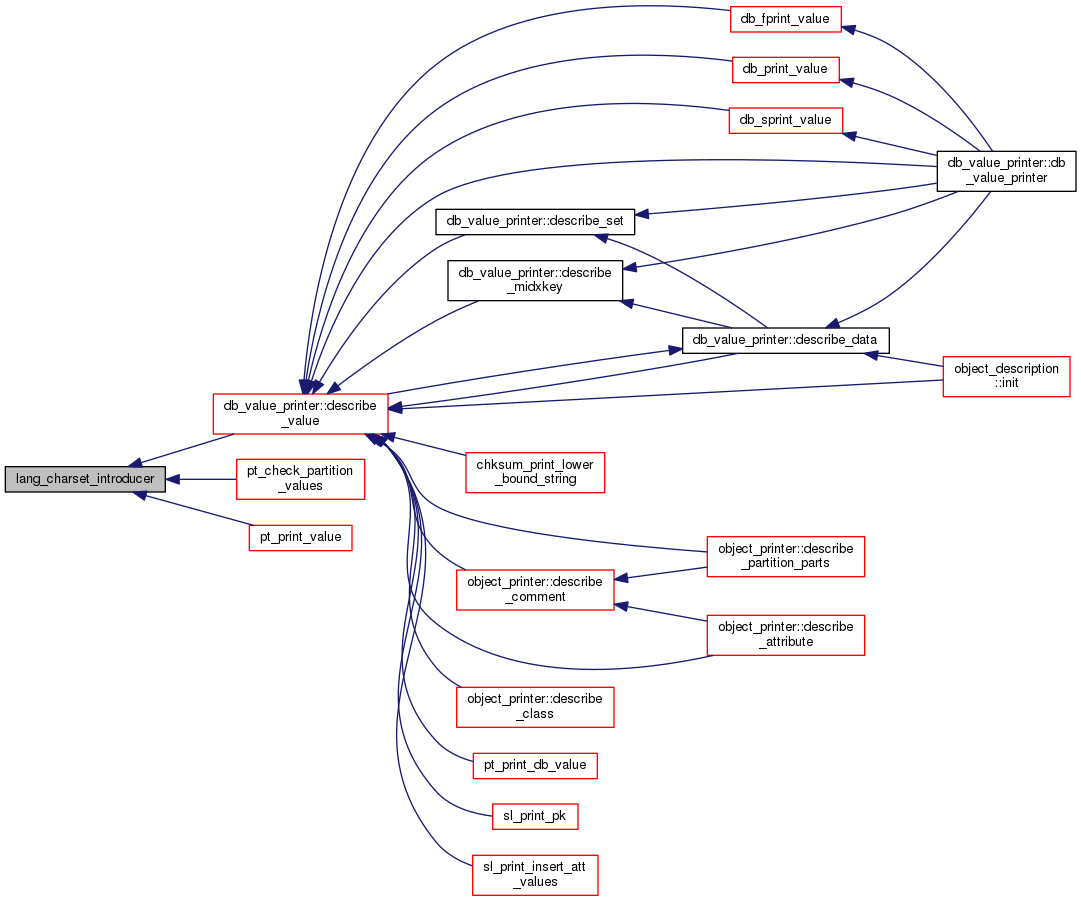 db_fprint_value
db_print_value
db_sprint_value
db_value_printer::db
_value_printer
db_value_printer::describe_set
db_value_printer::describe
_midxkey
db_value_printer::describe_data
object_description
::init
db_value_printer::describe
_value
chksum_print_lower
_bound_string
lang_charset_introducer
pt_check_partition
_values
pt_print_value
object_printer::describe
_partition_parts
object_printer::describe
_comment
object_printer::describe
_attribute
object_printer::describe
_class
pt_print_db_value
sl_print_pk
sl_print_insert_att
_values